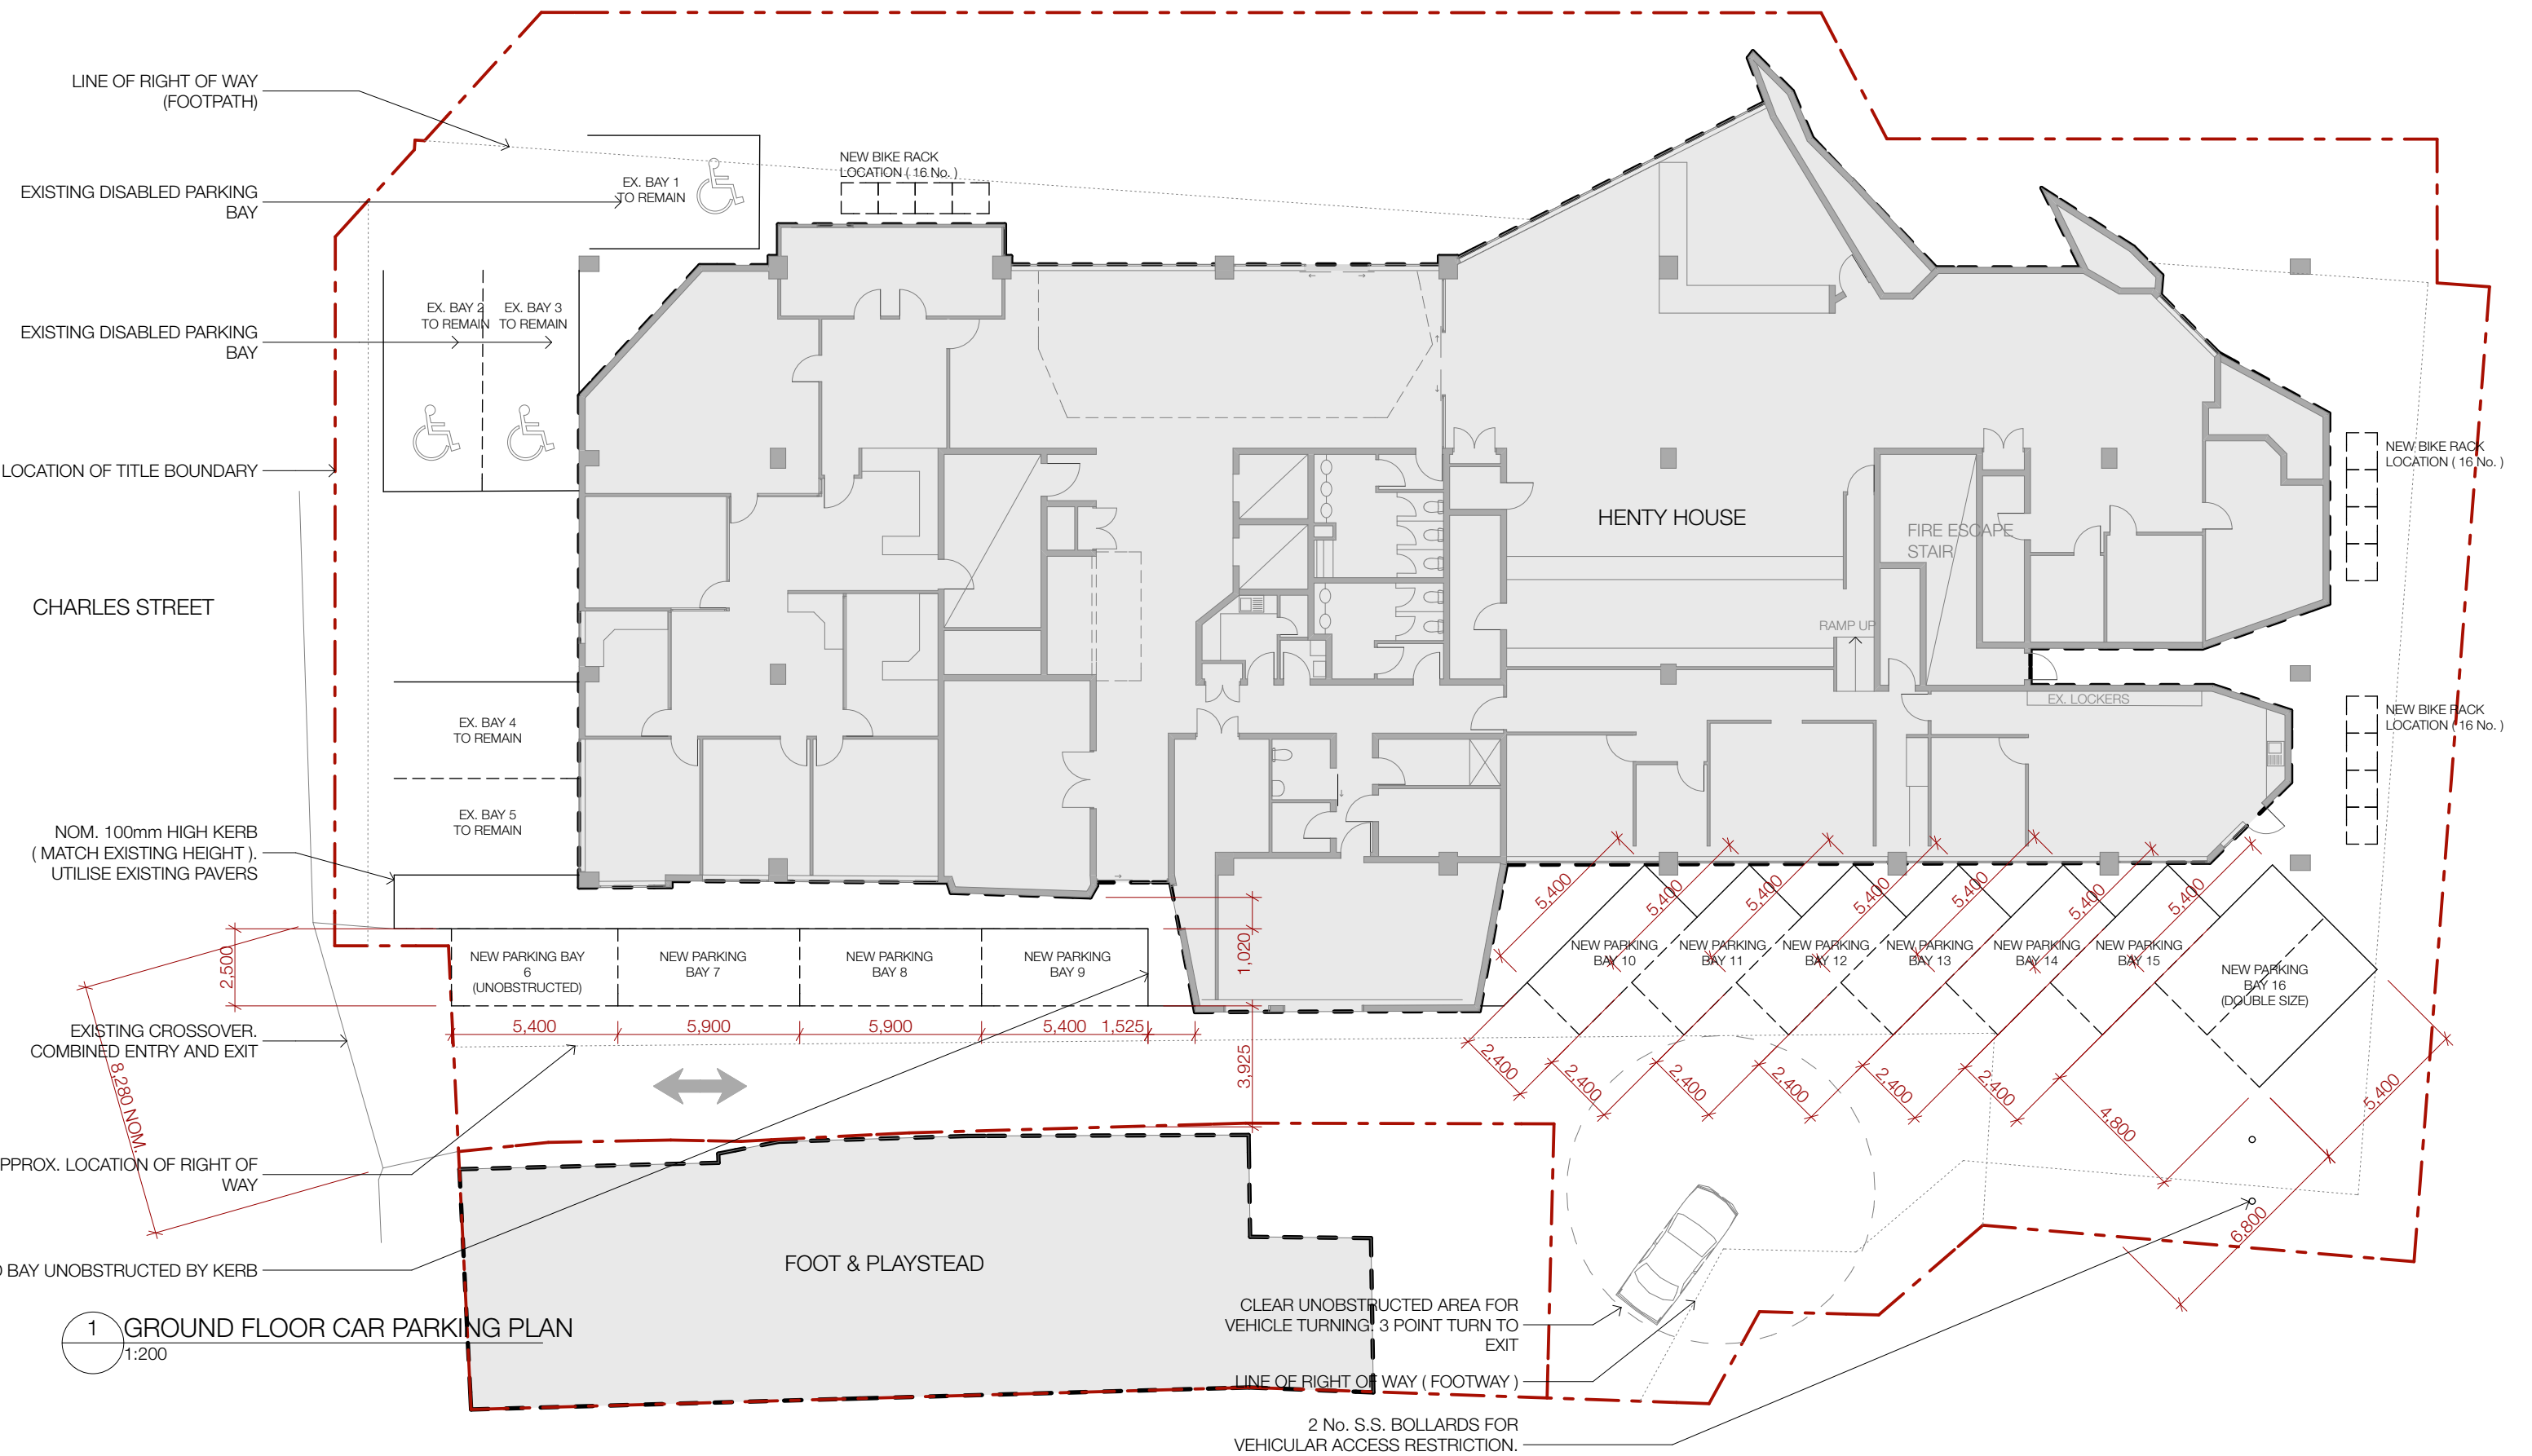 LINE OF RIGHT OF WAY
(FOOTPATH)
NEW BIKE RACK
LOCATION ( 16 No. )
EX. BAY 1
TO REMAIN
EXISTING DISABLED PARKING
BAY
EX. BAY 2
TO REMAIN
EX. BAY 3
TO REMAIN
EXISTING DISABLED PARKING
BAY
LOCATION OF TITLE BOUNDARY
NEW BIKE RACK
LOCATION ( 16 No. )
HENTY HOUSE
FIRE ESCAPE
STAIR
CHARLES STREET
RAMP UP
EX. LOCKERS
NEW BIKE RACK
LOCATION ( 16 No. )
EX. BAY 4
TO REMAIN
EX. BAY 5
TO REMAIN
NOM. 100mm HIGH KERB
( MATCH EXISTING HEIGHT ).
UTILISE EXISTING PAVERS
5,400
5,400
5,400
5,400
5,400
5,400
5,400
2,500
1,020
NEW PARKING BAY
6
(UNOBSTRUCTED)
NEW PARKING
BAY 7
NEW PARKING
BAY 8
NEW PARKING
BAY 9
NEW PARKING
BAY 10
NEW PARKING
BAY 11
NEW PARKING
BAY 12
NEW PARKING
BAY 13
NEW PARKING
BAY 14
NEW PARKING
BAY 15
NEW PARKING
BAY 16
(DOUBLE SIZE)
5,400
5,900
5,900
5,400
1,525
EXISTING CROSSOVER.
COMBINED ENTRY AND EXIT
3,925
2,400
2,400
2,400
2,400
2,400
2,400
4,800
5,400
8,280 NOM.
PPROX. LOCATION OF RIGHT OF
WAY
6,800
BAY UNOBSTRUCTED BY KERB
FOOT & PLAYSTEAD
1
GROUND FLOOR CAR PARKING PLAN
1:200
CLEAR UNOBSTRUCTED AREA FOR
VEHICLE TURNING. 3 POINT TURN TO
EXIT
LINE OF RIGHT OF WAY ( FOOTWAY )
2 No. S.S. BOLLARDS FOR
VEHICULAR ACCESS RESTRICTION.